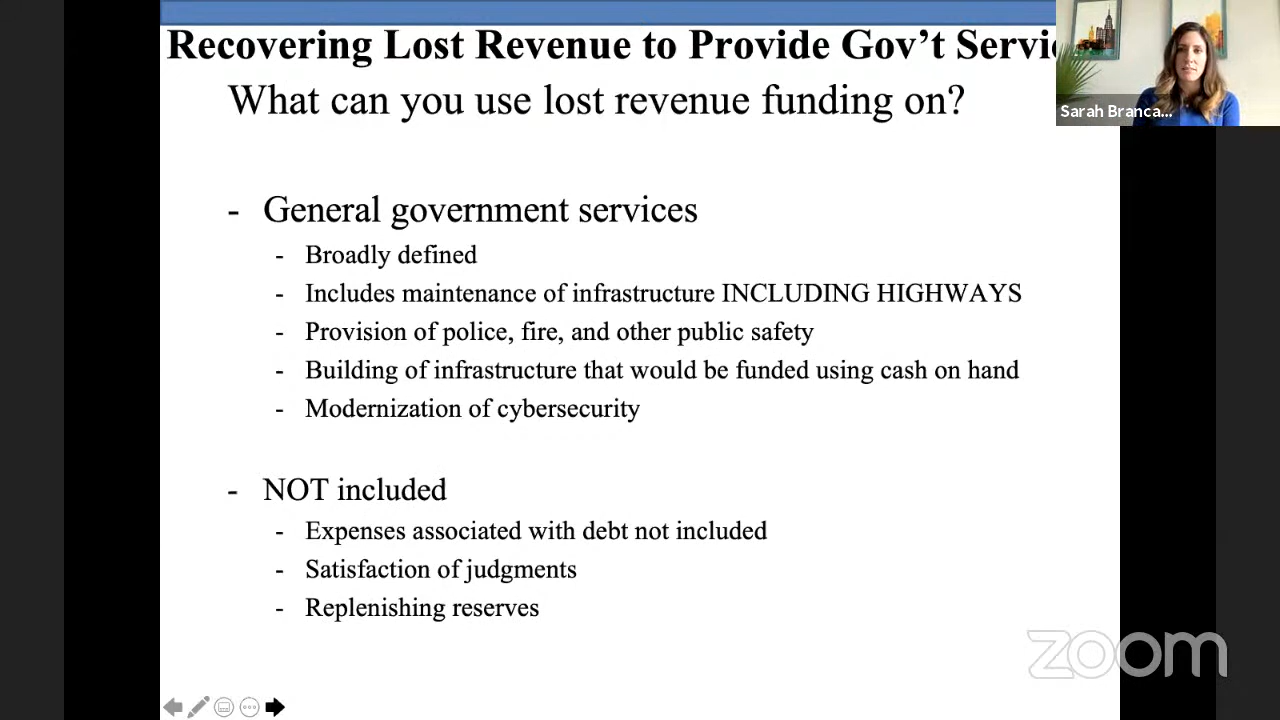 Recovering Lost Revenue to Provide Gov't Servi
What can you use lost revenue funding on?
Sarah Branca...
- General government services
- Broadly defined
- Includes maintenance of infrastructure INCLUDING HIGHWAYS
- Provision of police, fire, and other public safety
- Building of infrastructure that would be funded using cash on hand
- Modernization of cybersecurity
- NOT included
- Expenses associated with debt not included
- Satisfaction of judgments
- Replenishing reserves
zoom